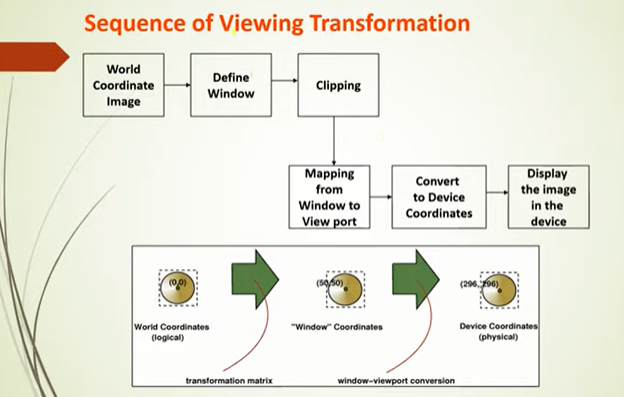 Sequence of Viewing Transformation
World
Coordinate
Image
Define
Window
Clipping
Mapping
from
Window to
View port
Convert
to Device
Coordinates
Display
the image
in the
device
(0,0)
(50,50)
(296, 296)
World Coordinates
(logical)
"Window" Coordinates
Device Coordinates
(physical)
transformation matrix
window-viewport conversion